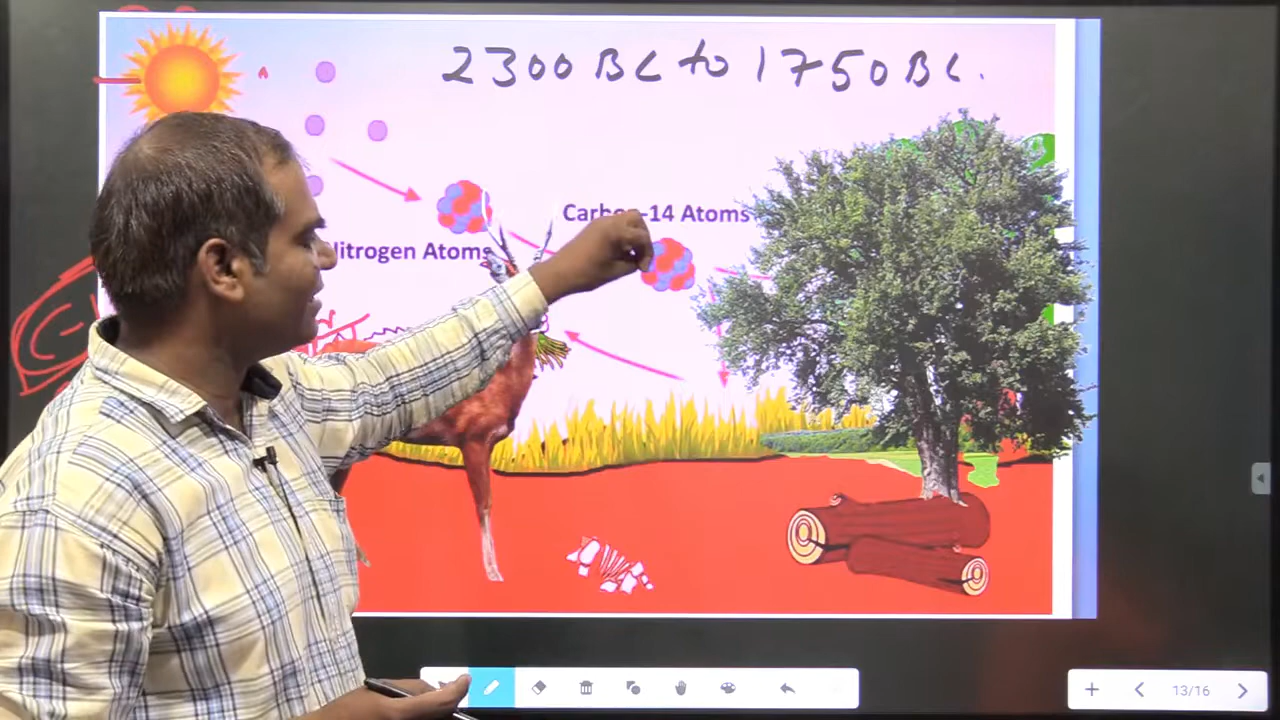 2300 BC to 1750 BC.
Carbon-14 Atoms
Nitrogen Atoms
13/16